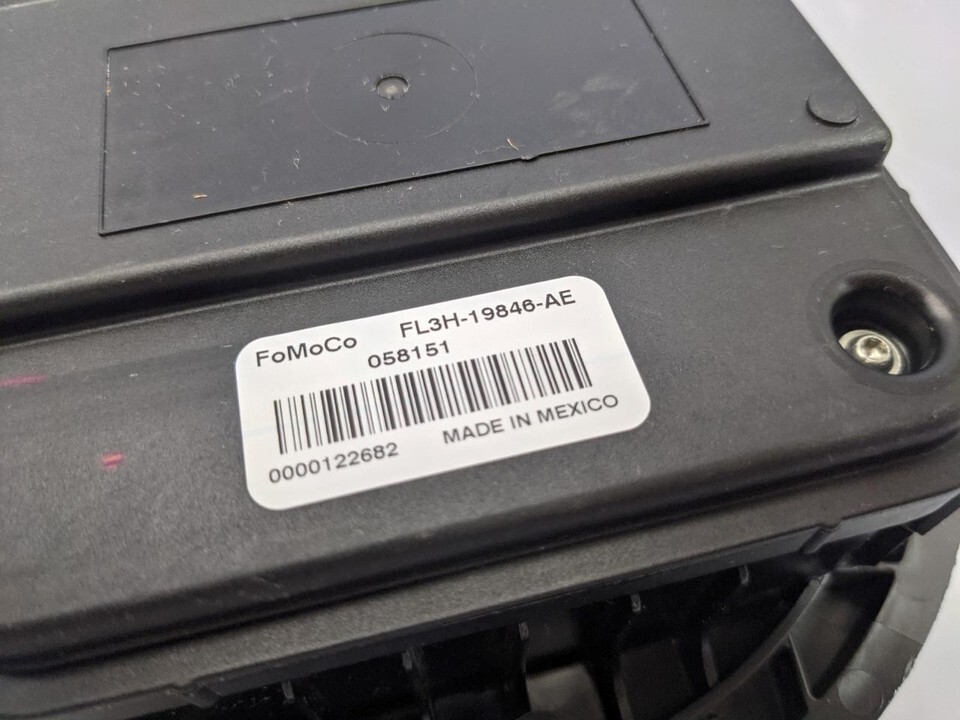 FoMoCo FL3H-19846-AE
058151
0000122682 MADE IN MEXICO